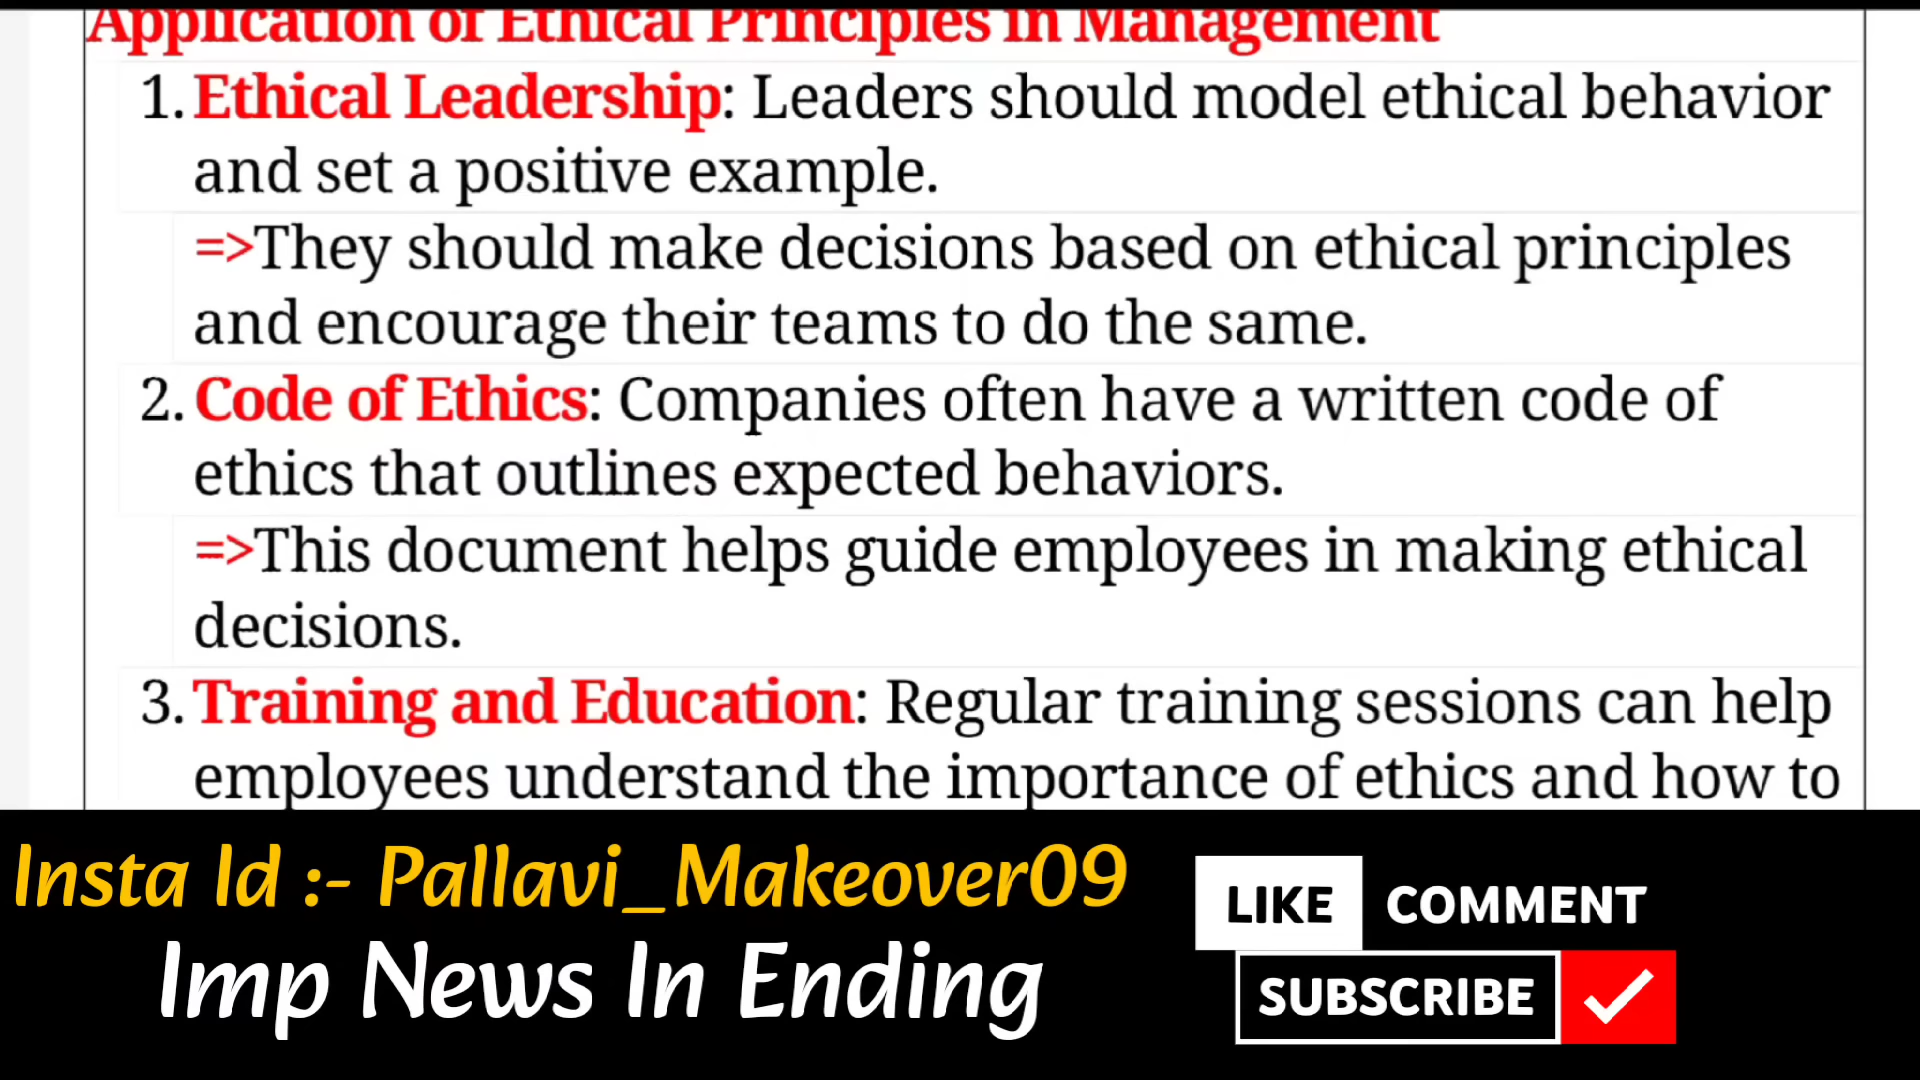 Application of Ethical Principles in Management
1. Ethical Leadership: Leaders should model ethical behavior
and set a positive example.
=>They should make decisions based on ethical principles
and encourage their teams to do the same.
2. Code of Ethics: Companies often have a written code of
ethics that outlines expected behaviors.
=>This document helps guide employees in making ethical
decisions.
3. Training and Education: Regular training sessions can help
employees understand the importance of ethics and how to
Insta Id :- Pallavi_Makeover09
Imp News In Ending
LIKE COMMENT
SUBSCRIBE